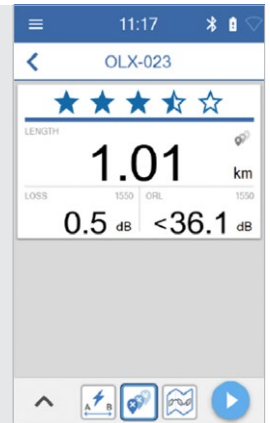 11:17
OLX-023
LENGTH
1.01 km
LOSS 1550 ORL 1550
0.5 dB <36.1 dB
A B